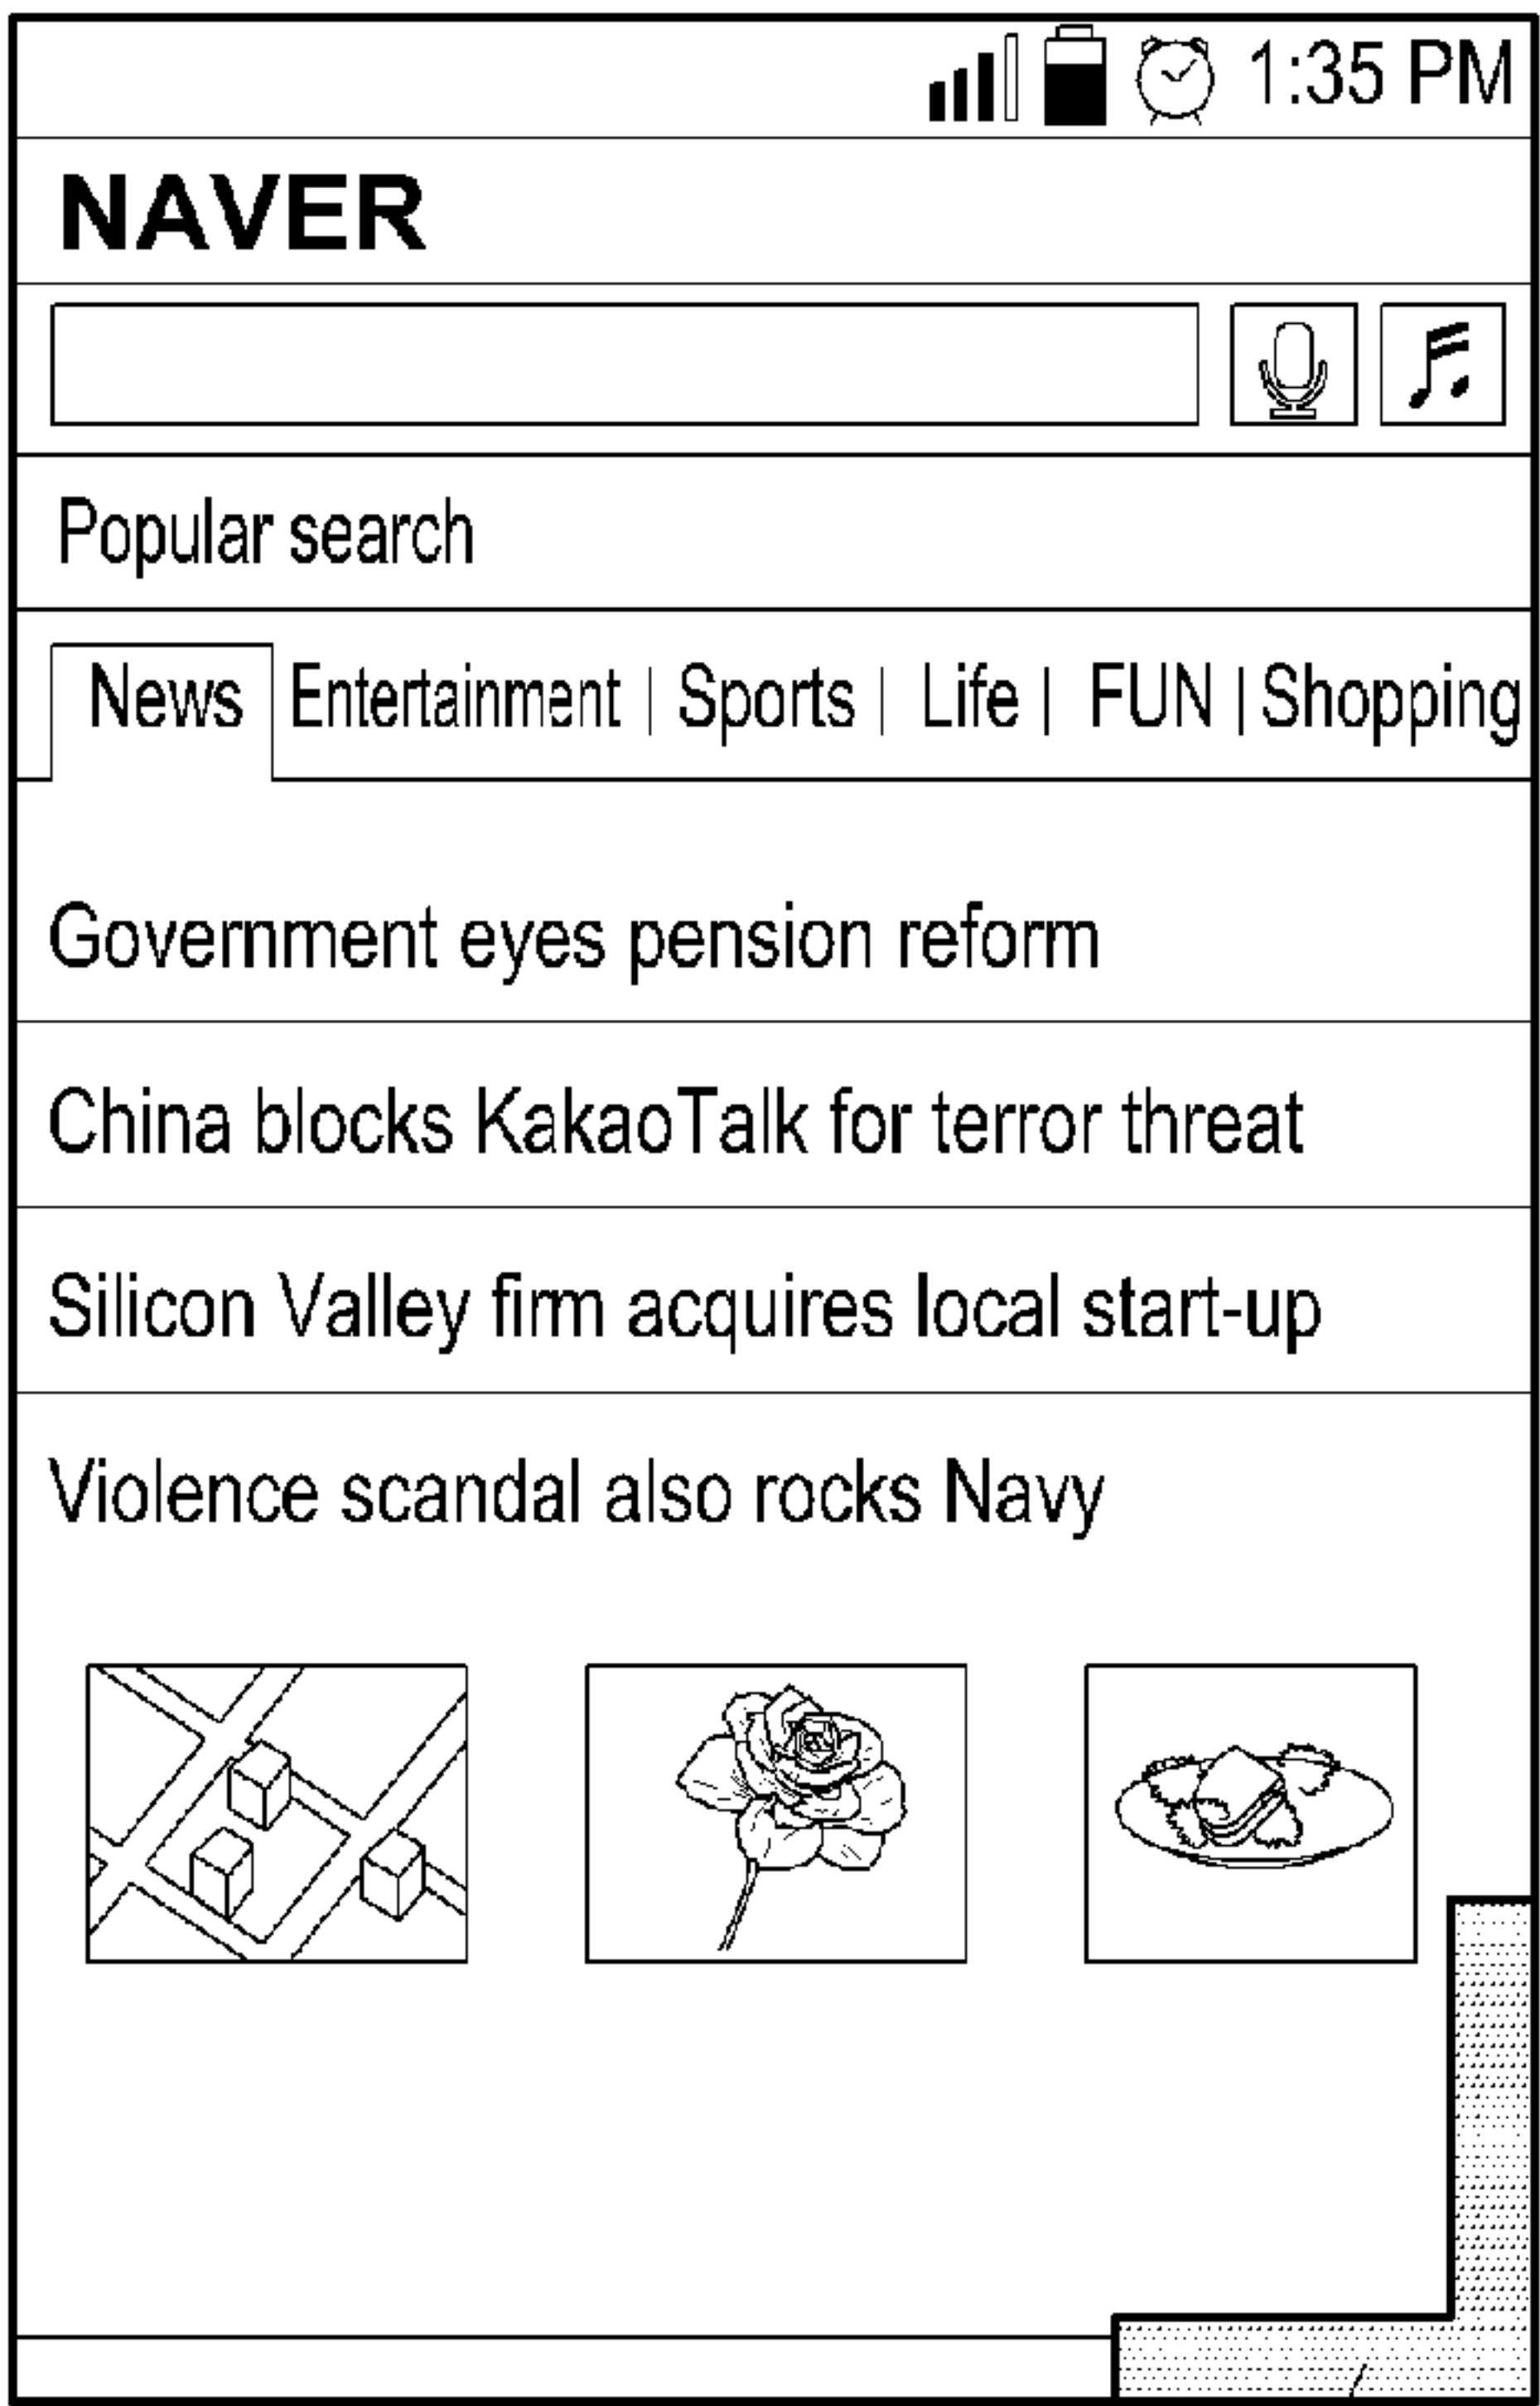 1:35 PM
NAVER
Popular search
News Entertainment | Sports | Life | FUN | Shopping
Government eyes pension reform
China blocks KakaoTalk for terror threat
Silicon Valley firm acquires local start-up
Violence scandal also rocks Navy